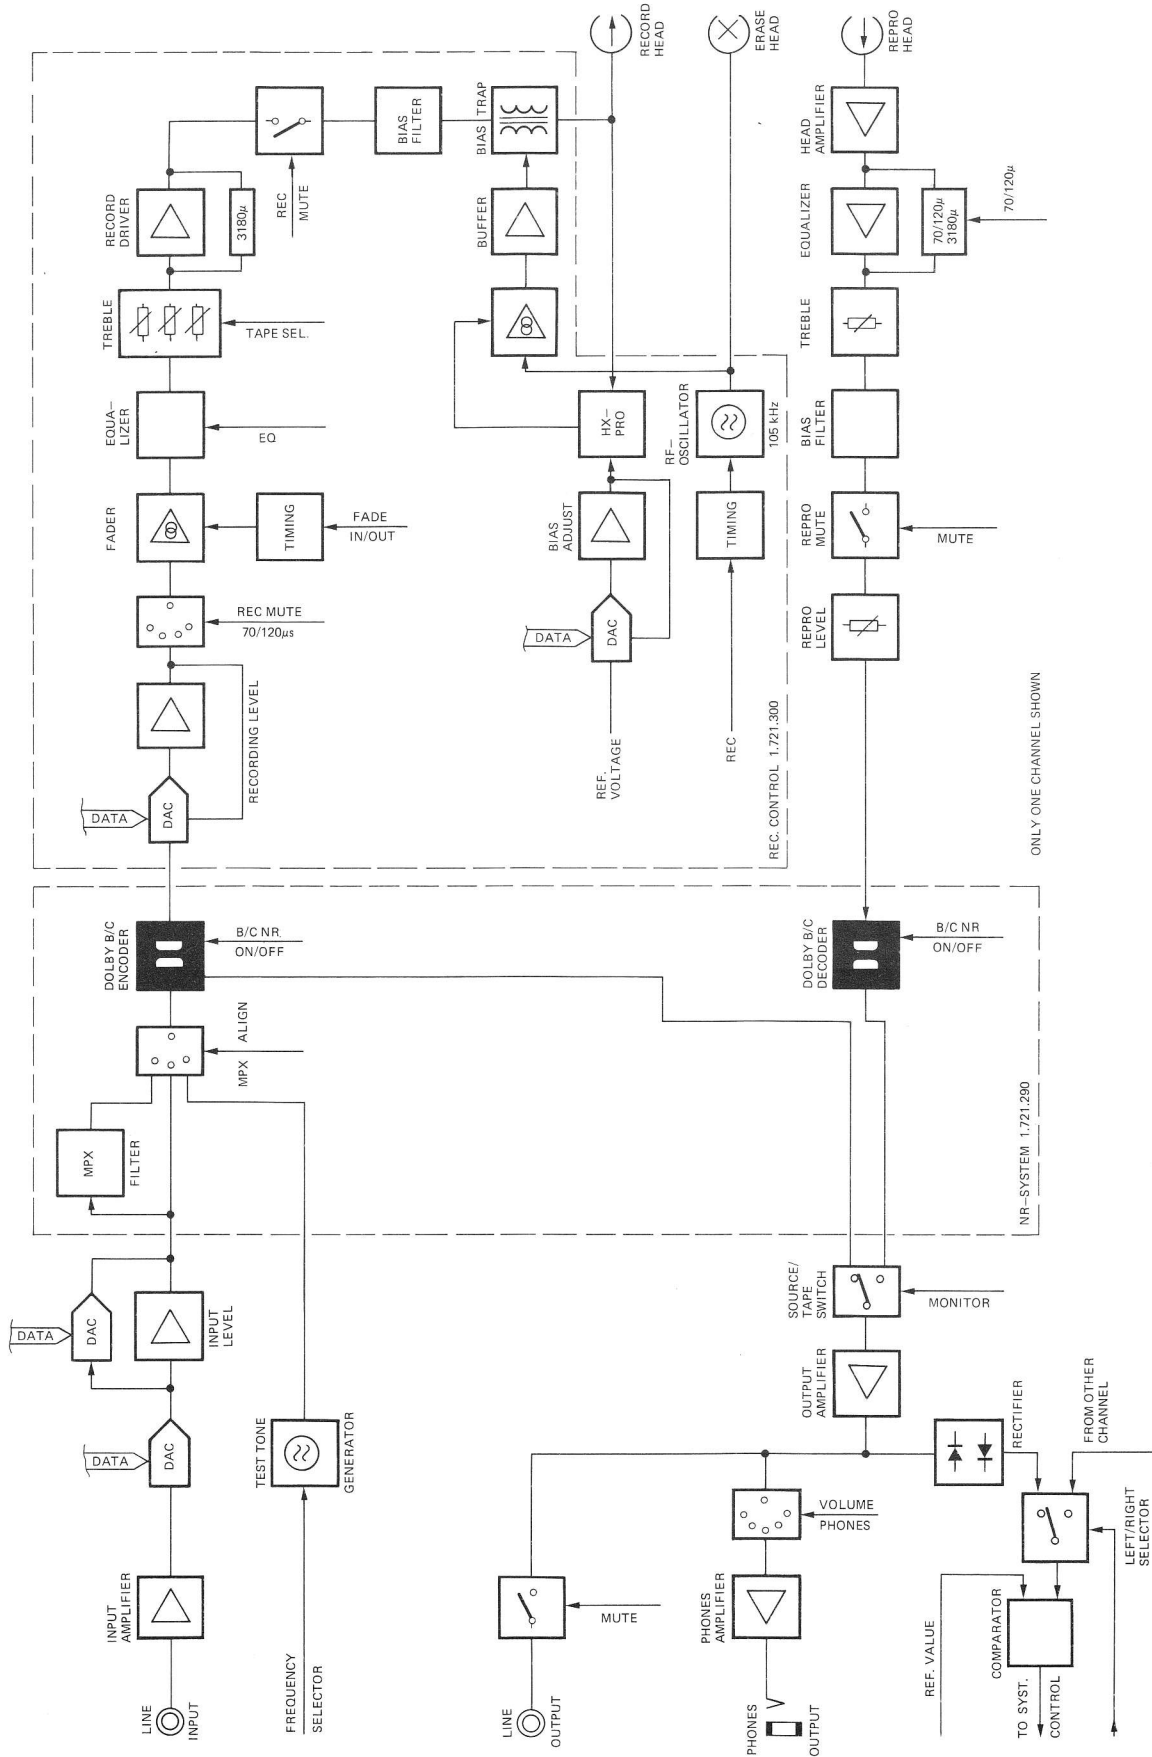 LINE
INPUT
INPUT
AMPLIFIER
DATA
DAC
DATA
DAC
INPUT
LEVEL
FREQUENCY
SELECTOR
TEST TONE
GENERATOR
MPX
FILTER
MPX
ALIGN
DOLBY B/C
ENCODER
B/C NR.
ON/OFF
NR-SYSTEM 1.721.290
DATA
DAC
RECORDING LEVEL
REC MUTE
70/120µs
FADER
TIMING
FADE
IN/OUT
EQUA-
LIZER
EQ
TREBLE
TAPE SEL.
RECORD
DRIVER
3180µ
REC
MUTE
BIAS
FILTER
BIAS TRAP
BUFFER
RECORD
HEAD
ERASE
HEAD
REPRO
HEAD
REF.
VOLTAGE
DATA
DAC
BIAS
ADJUST
HX-
PRO
REC
TIMING
RF-
OSCILLATOR
105 kHz
REC. CONTROL 1.721.300
HEAD
AMPLIFIER
EQUALIZER
70/120µ
3180µ
70/120µ
TREBLE
BIAS
FILTER
REPRO
MUTE
MUTE
REPRO
LEVEL
DOLBY B/C
DECODER
B/C NR
ON/OFF
SOURCE/
TAPE
SWITCH
MONITOR
OUTPUT
AMPLIFIER
RECTIFIER
FROM OTHER
CHANNEL
LEFT/RIGHT
SELECTOR
COMPARATOR
REF. VALUE
TO SYST.
CONTROL
VOLUME
PHONES
PHONES
AMPLIFIER
PHONES
OUTPUT
MUTE
LINE
OUTPUT
ONLY ONE CHANNEL SHOWN